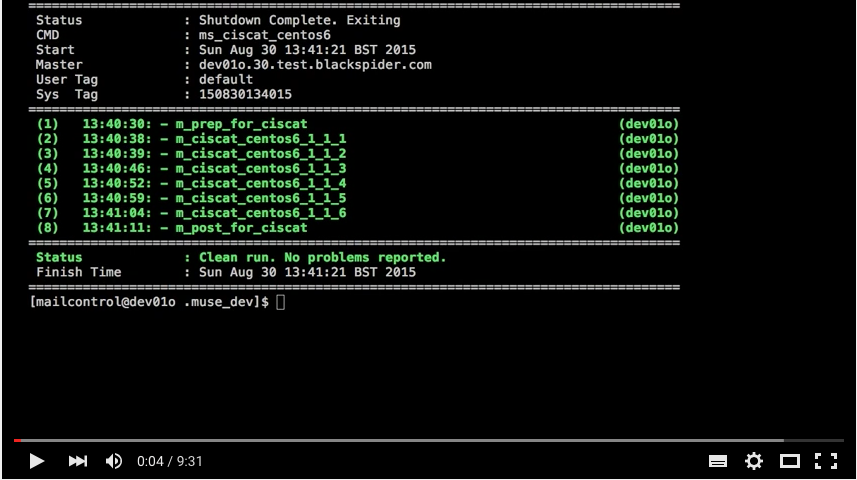 Status : Shutdown Complete. Exiting
CMD : ms_ciscat_centos6
Start : Sun Aug 30 13:41:21 BST 2015
Master : dev01o.30.test.blackspider.com
User Tag : default
Sys Tag : 150830134015
(1) 13:40:30: – m_prep_for_ciscat (dev01o)
(2) 13:40:38: – m_ciscat_centos6_1_1_1 (dev01o)
(3) 13:40:39: – m_ciscat_centos6_1_1_2 (dev01o)
(4) 13:40:46: – m_ciscat_centos6_1_1_3 (dev01o)
(5) 13:40:52: – m_ciscat_centos6_1_1_4 (dev01o)
(6) 13:40:59: – m_ciscat_centos6_1_1_5 (dev01o)
(7) 13:41:04: – m_ciscat_centos6_1_1_6 (dev01o)
(8) 13:41:11: – m_post_for_ciscat (dev01o)
Status : Clean run. No problems reported.
Finish Time : Sun Aug 30 13:41:21 BST 2015
[mailcontrol@dev01o .muse_dev]$
0:04 / 9:31